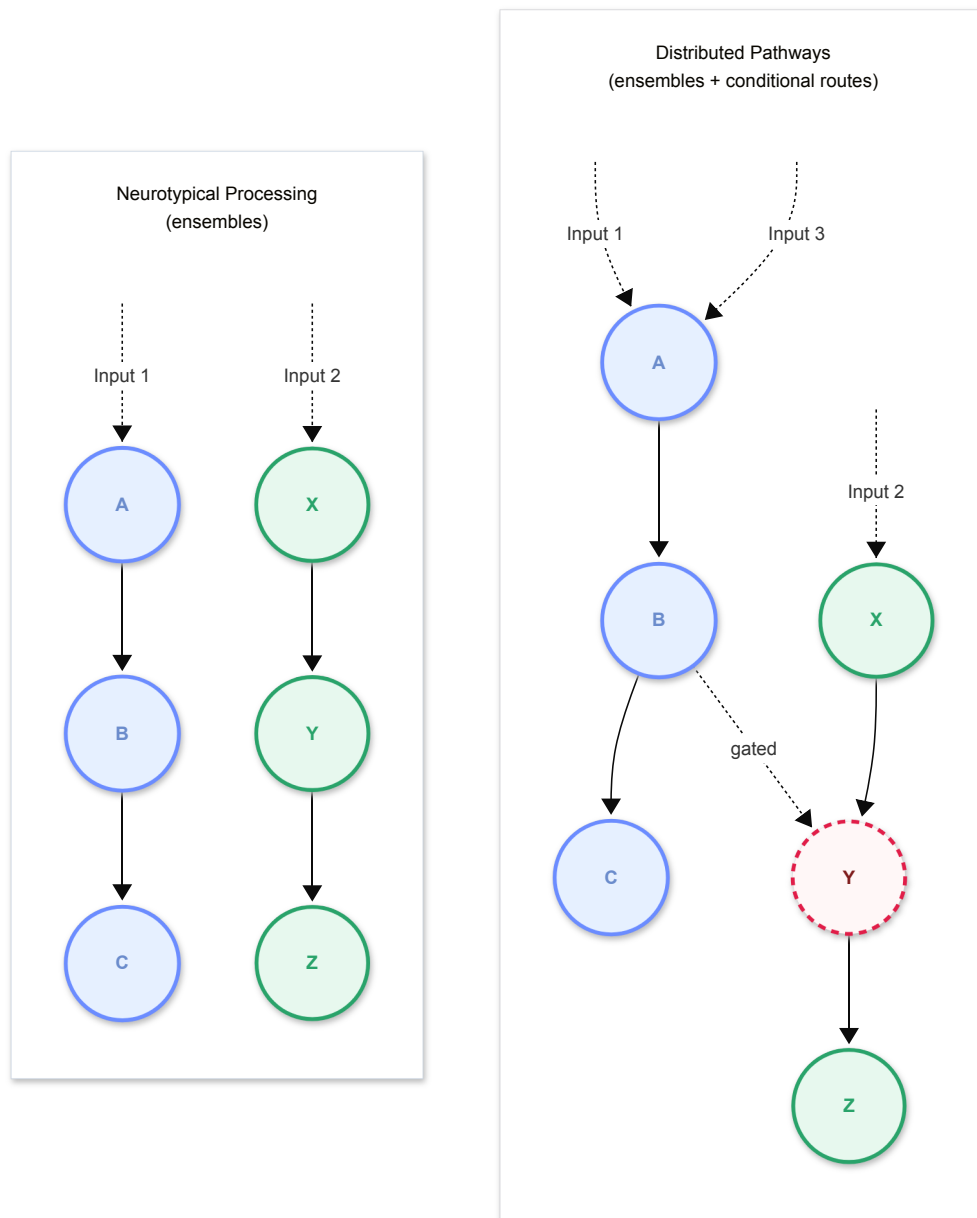 Neurotypical Processing
(ensembles)
Input 1
Input 2
A
X
B
Y
C
Z
Distributed Pathways
(ensembles + conditional routes)
Input 1
Input 3
A
Input 2
B
X
gated
C
Y
Z